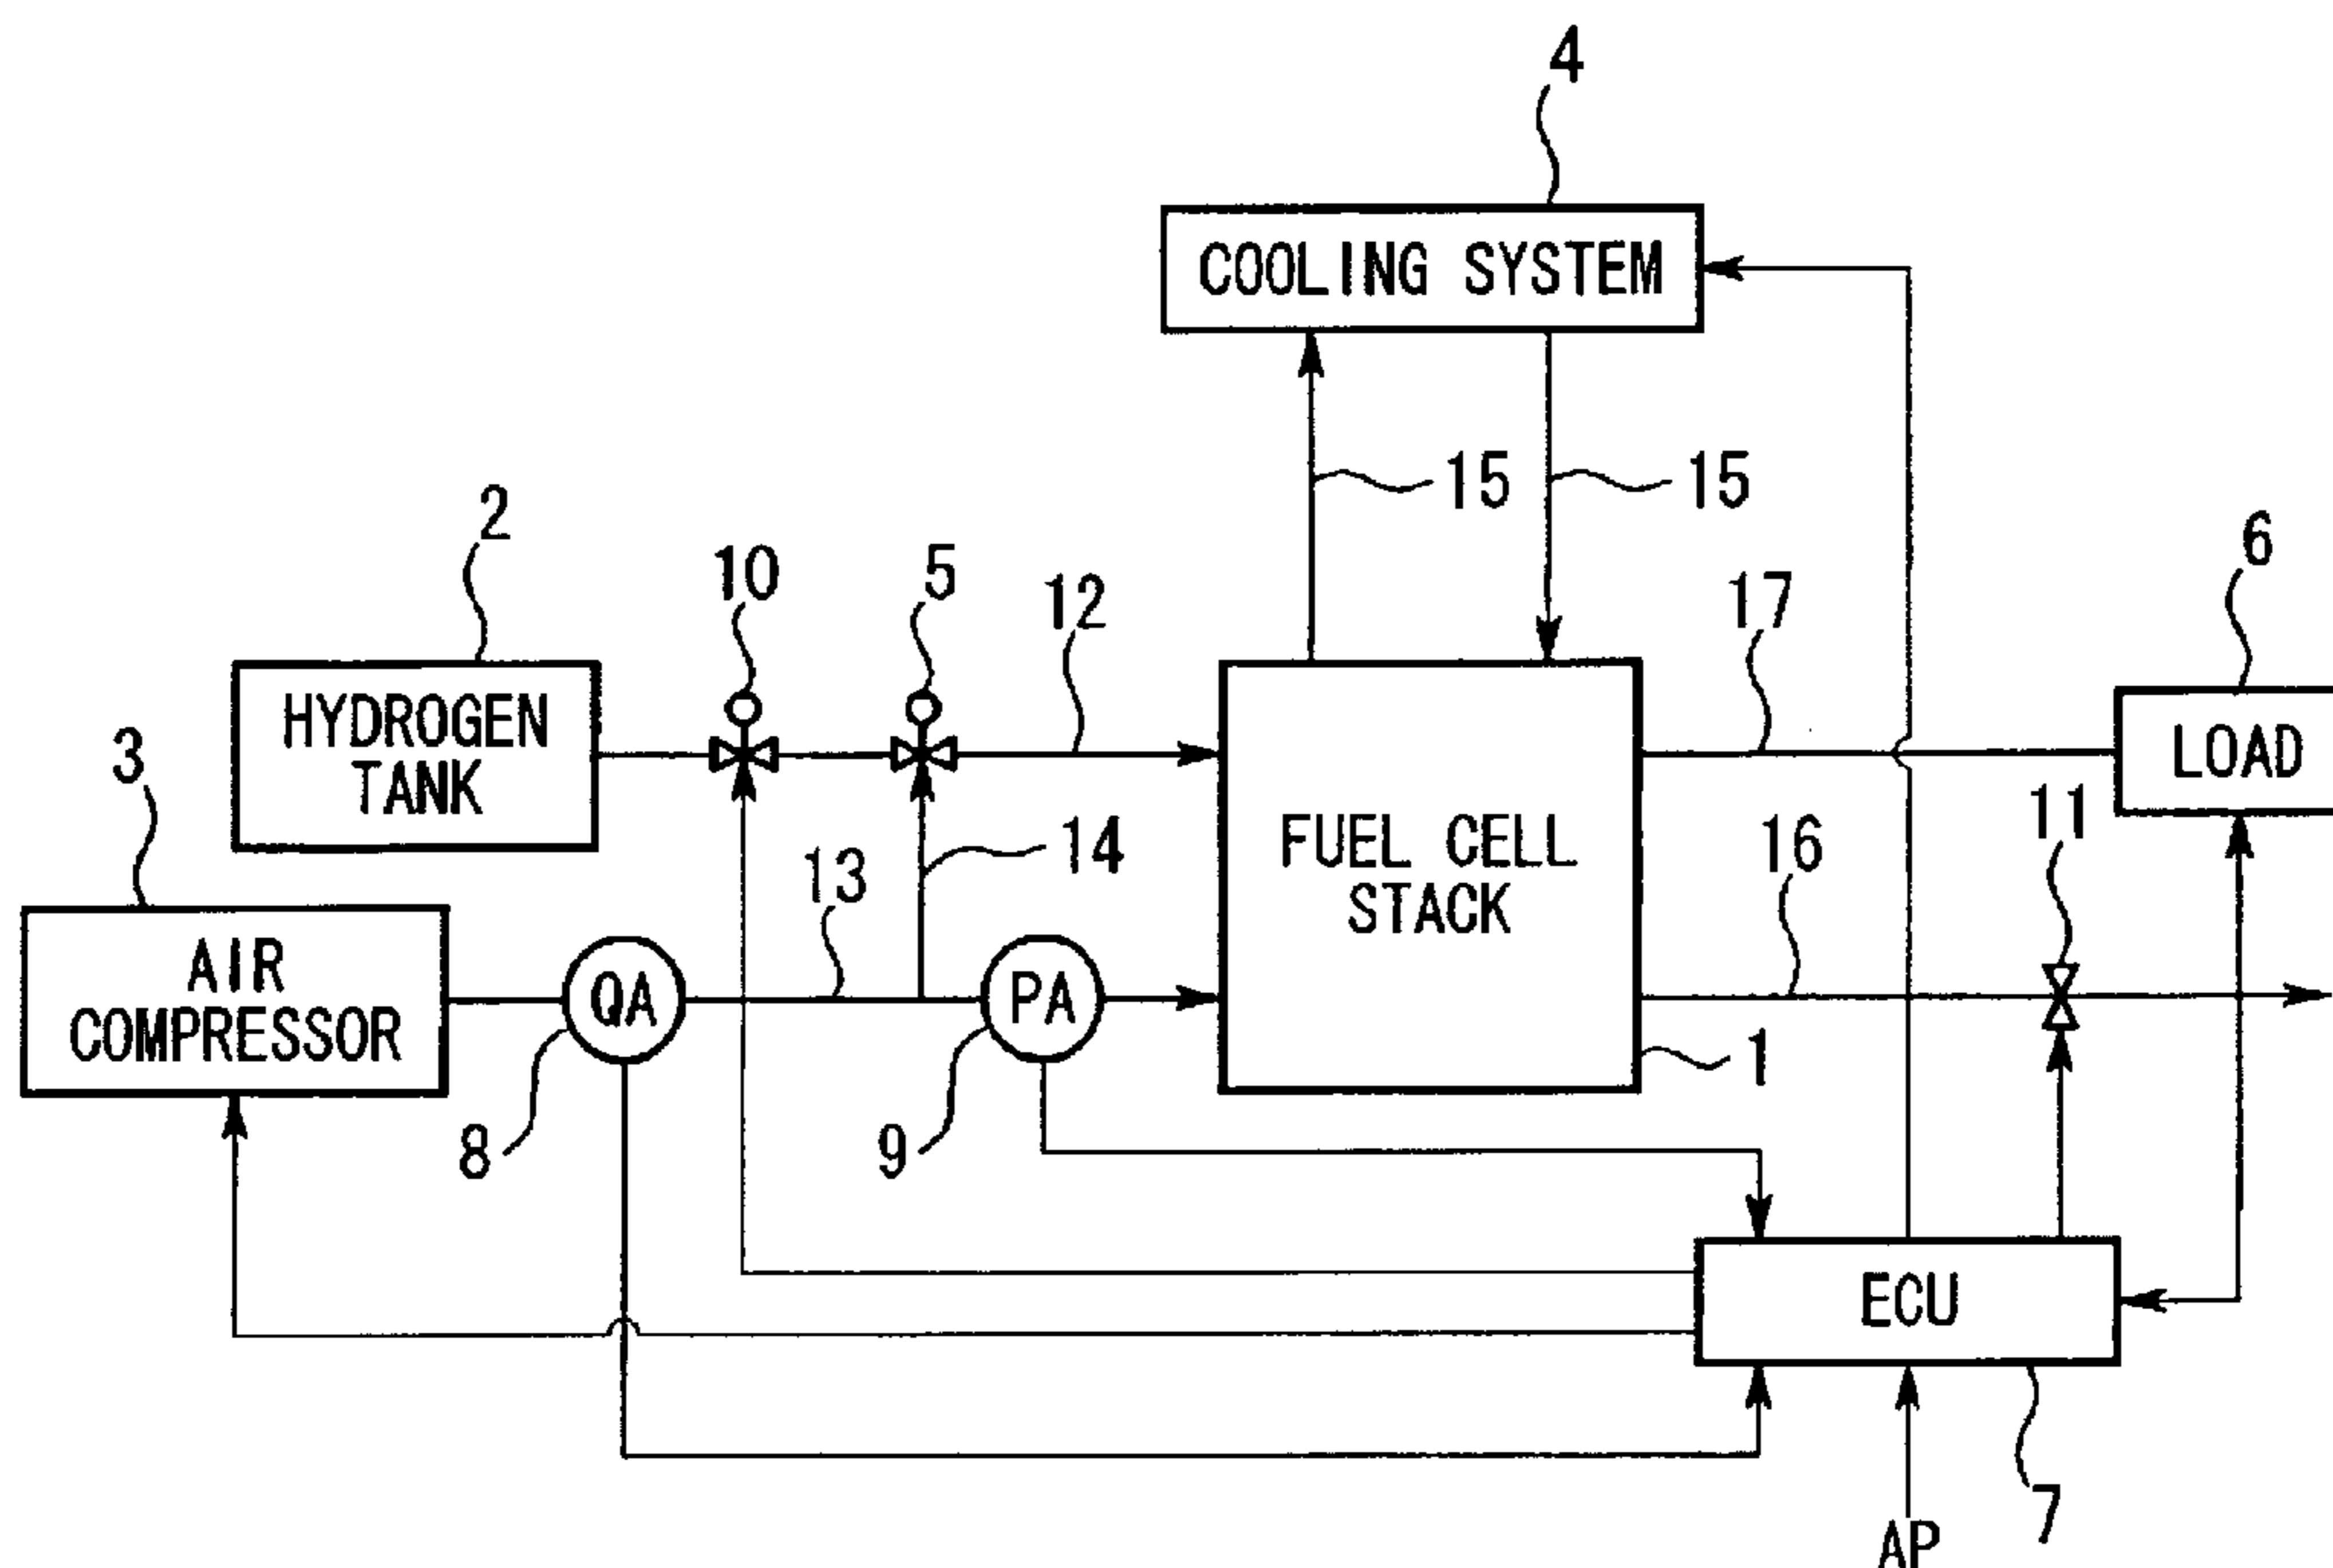 4
COOLING SYSTEM
15
15
2
10
5
12
17
6
HYDROGEN
TANK
3
LOAD
14
13
FUEL CELL
STACK
16
11
AIR
COMPRESSOR
QA
PA
1
8
9
ECU
7
AP